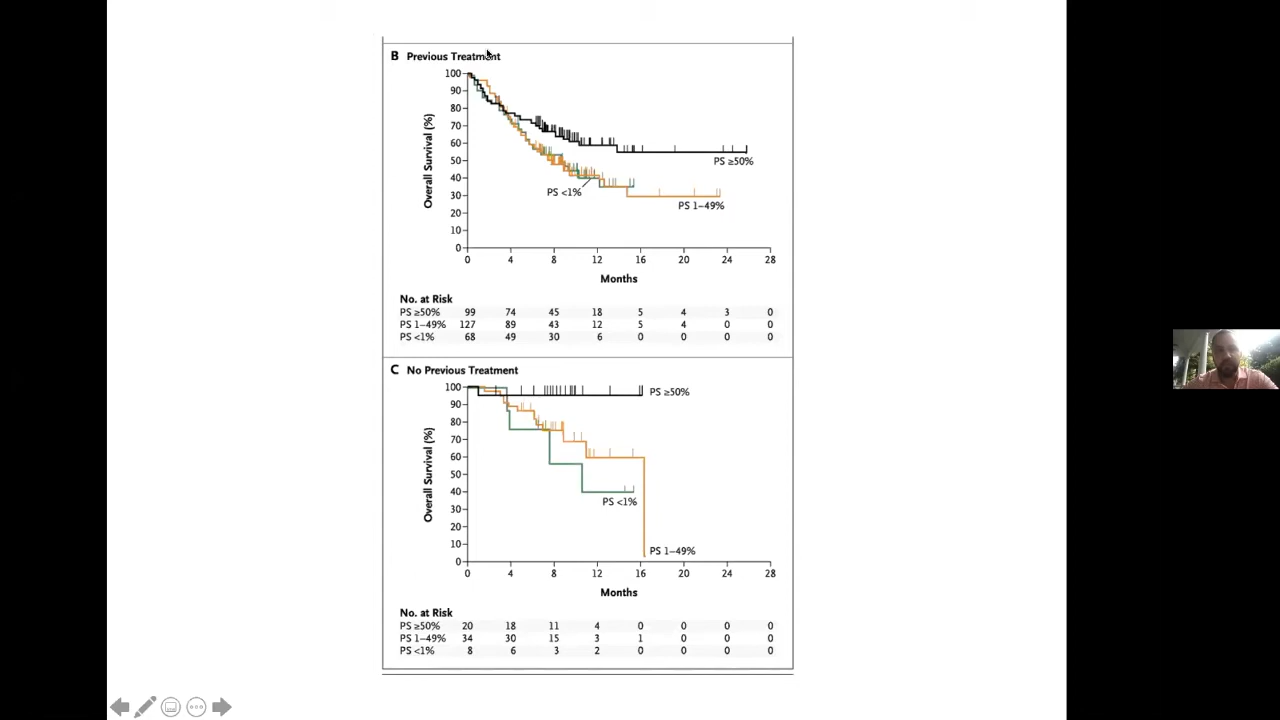 B Previous Treatment
100
90
80
70
60
50
40
30
20
10
0
Overall Survival (%)
PS ≥50%
PS <1%
PS 1–49%
0 4 8 12 16 20 24 28
Months
No. at Risk
PS ≥50% 99 74 45 18 5 4 3 0
PS 1–49% 127 89 43 12 5 4 0 0
PS <1% 68 49 30 6 0 0 0 0
C No Previous Treatment
100
90
80
70
60
50
40
30
20
10
0
Overall Survival (%)
PS ≥50%
PS <1%
PS 1–49%
0 4 8 12 16 20 24 28
Months
No. at Risk
PS ≥50% 20 18 11 4 0 0 0 0
PS 1–49% 34 30 15 3 1 0 0 0
PS <1% 8 6 3 2 0 0 0 0